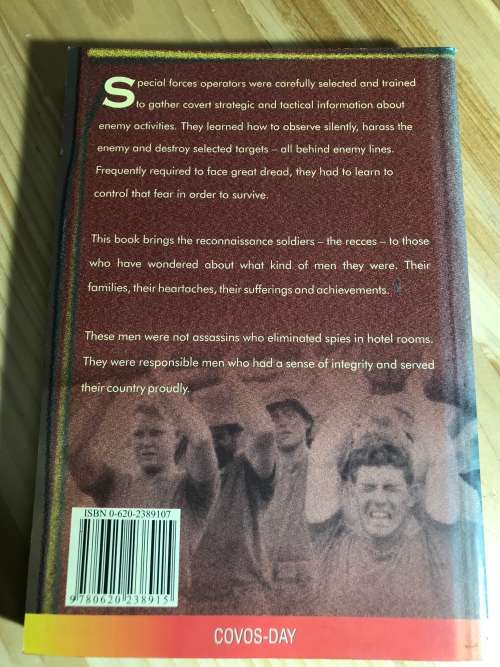 Special forces operators were carefully selected and trained
to gather covert strategic and tactical information about
enemy activities. They learned how to observe silently, harass the
enemy and destroy selected targets – all behind enemy lines.
Frequently required to face great dread, they had to learn to
control that fear in order to survive.
This book brings the reconnaissance soldiers – the recces – to those
who have wondered about what kind of men they were. Their
families, their heartaches, their sufferings and achievements.
These men were not assassins who eliminated spies in hotel rooms.
They were responsible men who had a sense of integrity and served
their country proudly.
ISBN 0-620-2389107
9780620238915
COVOS-DAY